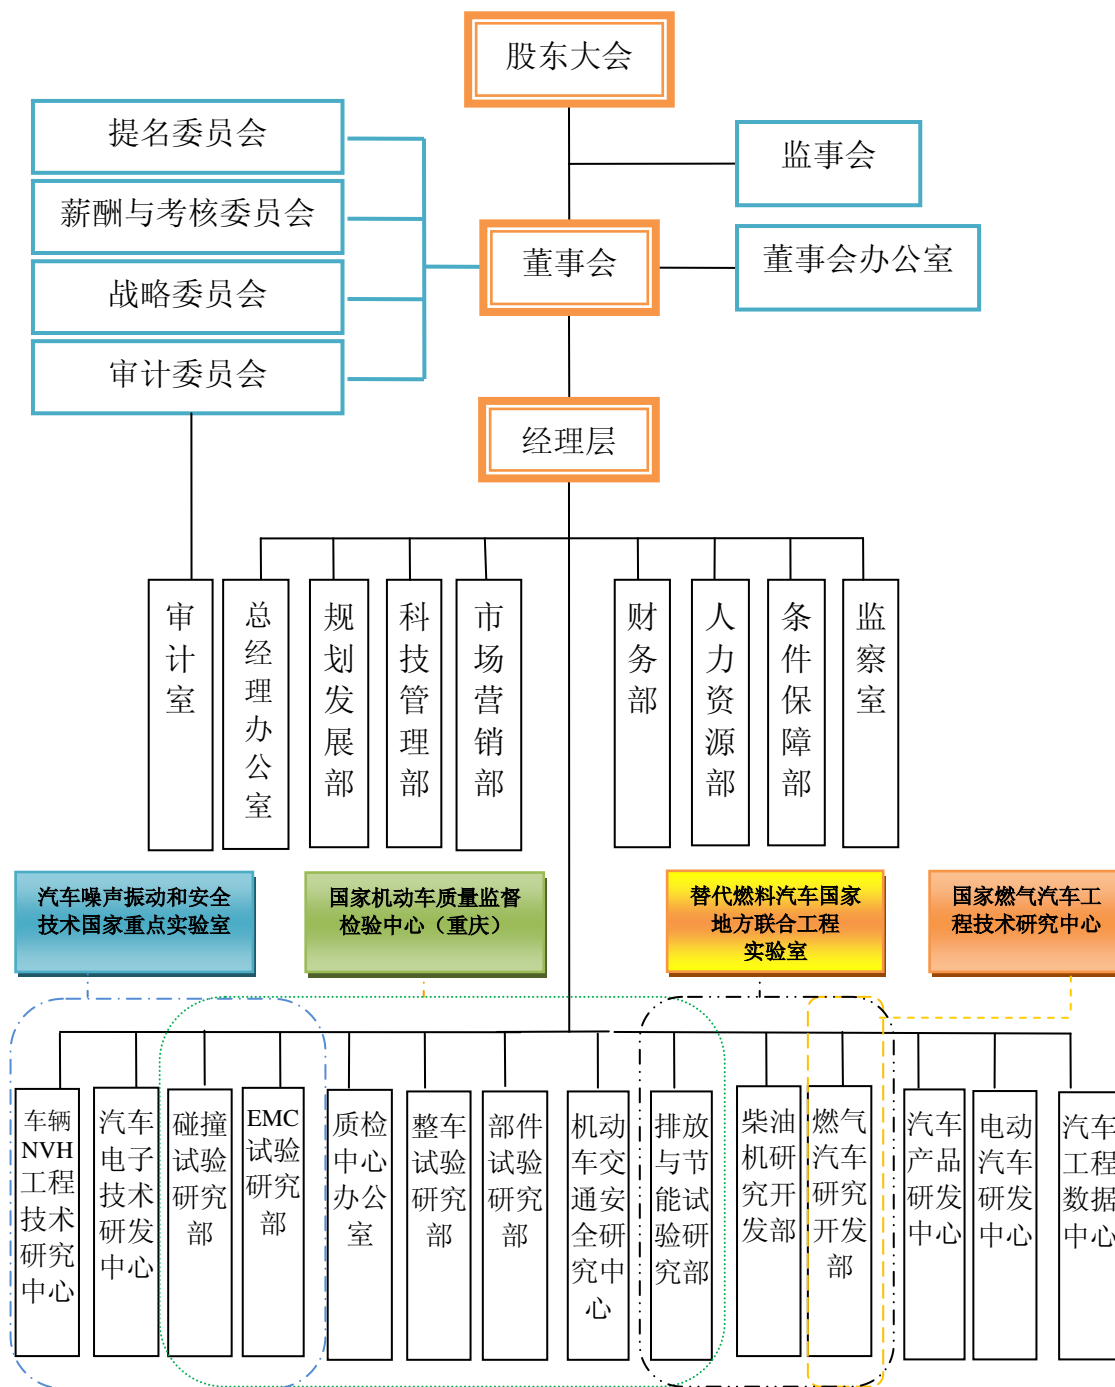 股东大会
提名委员会
监事会
薪酬与考核委员会
董事会
董事会办公室
战略委员会
审计委员会
经理层
审计室
总经理办公室
规划发展部
科技管理部
市场营销部
财务部
人力资源部
条件保障部
监察室
汽车噪声振动和安全
技术国家重点实验室
国家机动车质量监督
检验中心（重庆）
替代燃料汽车国家
地方联合工程
实验室
国家燃气汽车工
程技术研究中心
车辆
NVH
工程
技术
研究
中心
汽车
电子
技术
研发
中心
碰撞
试验
研究
部
EMC
试验
研究
部
质检
中心
办公
室
整车
试验
研究
部
部件
试验
研究
部
机动
车交
通安
全研
究中
心
排放
与节
能试
验研
究部
柴油
机研
究开
发部
燃气
汽车
研究
开发
部
汽车
产品
研发
中心
电动
汽车
研发
中心
汽车
工程
数据
中心